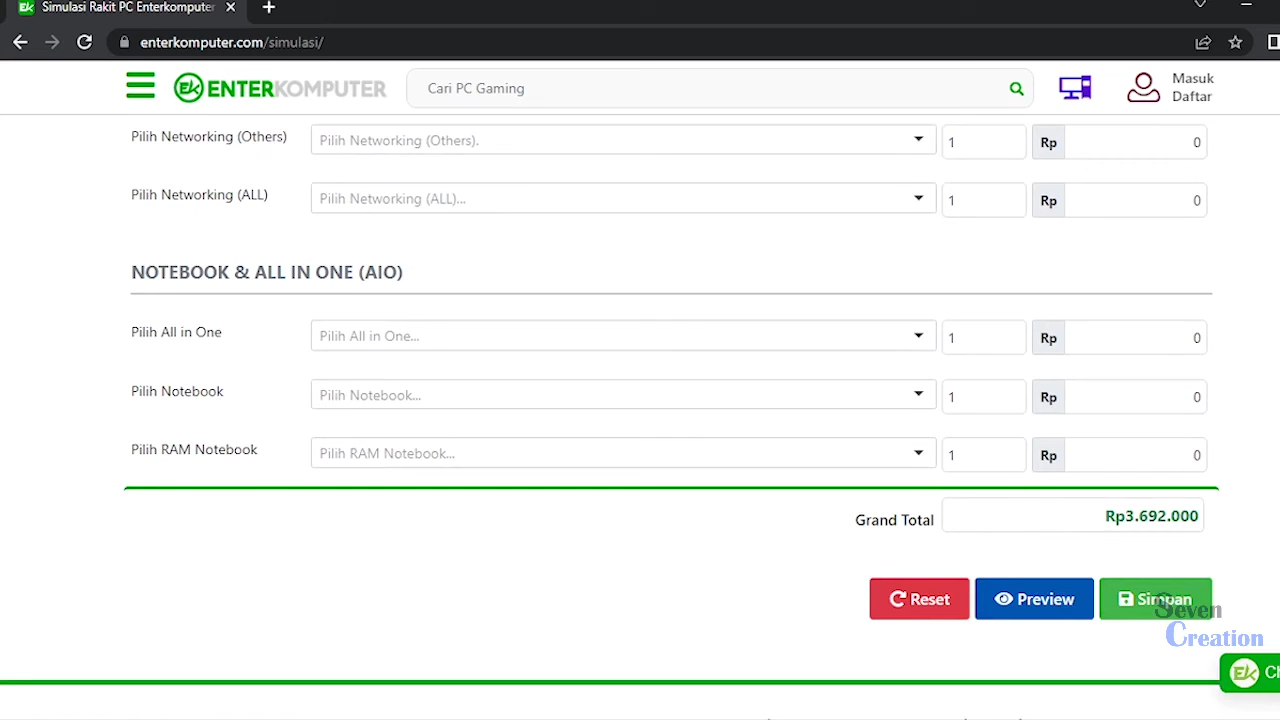 Simulasi Rakit PC Enterkomputer
enterkomputer.com/simulasi/
EK ENTERKOMPUTER
Cari PC Gaming
Masuk
Daftar
Pilih Networking (Others)
Pilih Networking (Others).
1
Rp
0
Pilih Networking (ALL)
Pilih Networking (ALL)...
1
Rp
0
NOTEBOOK & ALL IN ONE (AIO)
Pilih All in One
Pilih All in One...
1
Rp
0
Pilih Notebook
Pilih Notebook...
1
Rp
0
Pilih RAM Notebook
Pilih RAM Notebook...
1
Rp
0
Grand Total
Rp3.692.000
Reset
Preview
Simpan
Seven
Creation
EK Ch